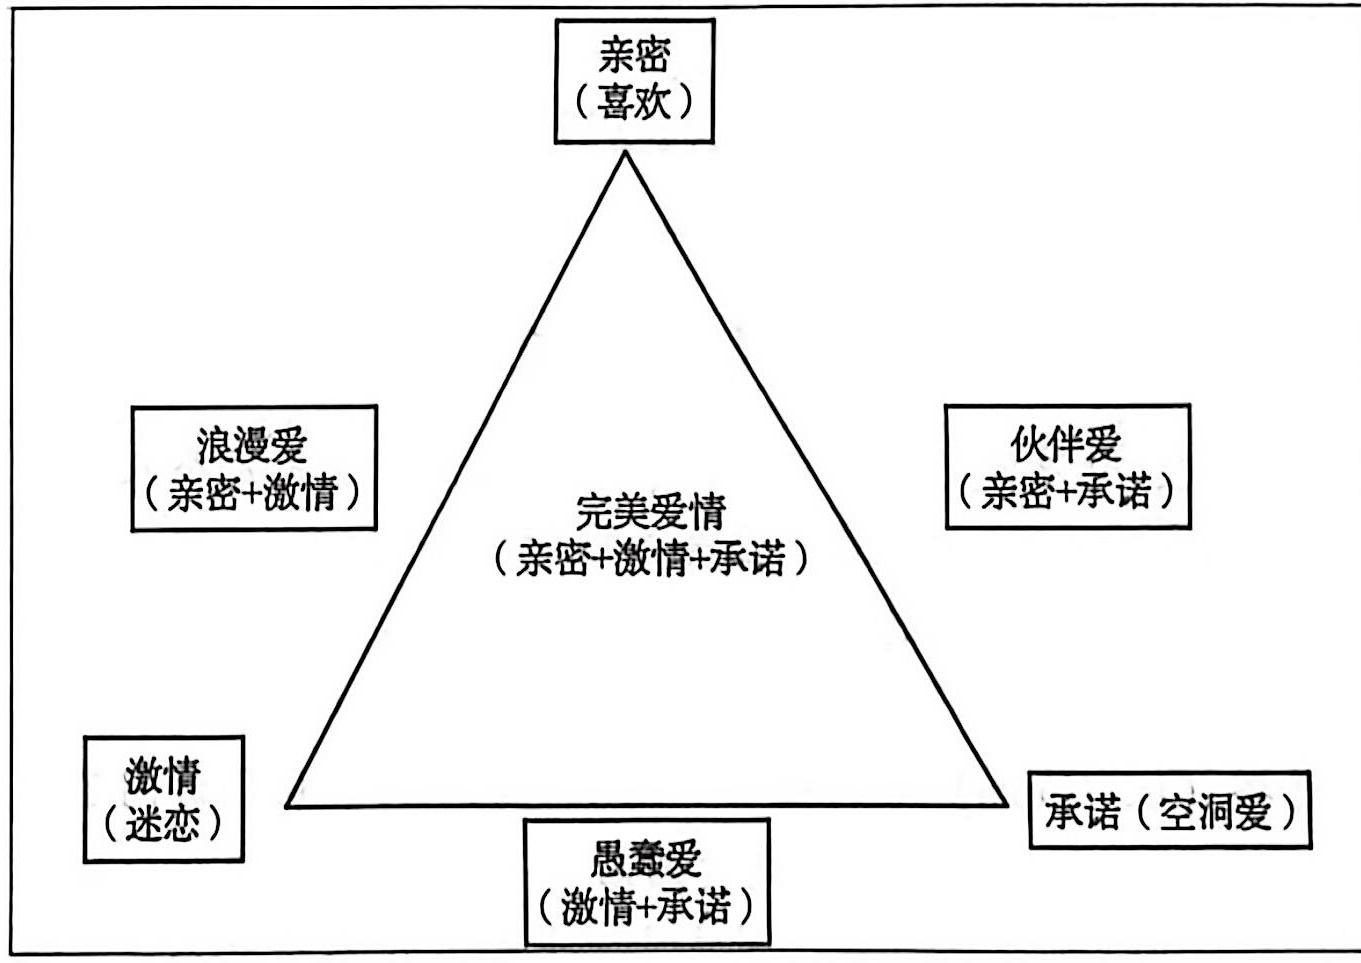 亲密
（喜欢）
浪漫爱
（亲密+激情）
伙伴爱
（亲密+承诺）
完美爱情
（亲密+激情+承诺）
激情
（迷恋）
承诺（空洞爱）
愚蠢爱
（激情+承诺）